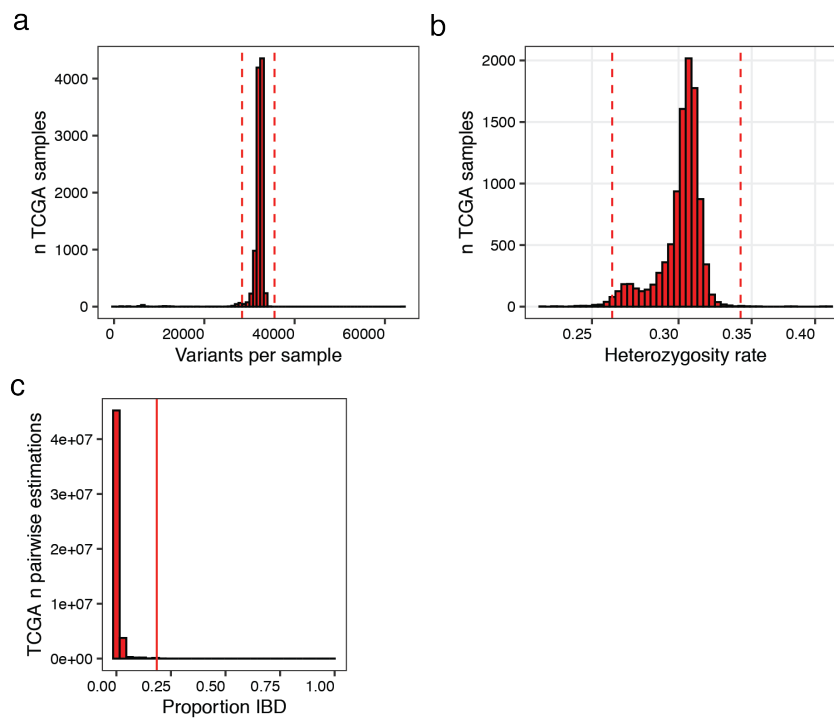 a
n TCGA samples
4000
3000
2000
1000
0
0
20000
40000
60000
Variants per sample
b
n TCGA samples
2000
1500
1000
500
0
0.25
0.30
0.35
0.40
Heterozygosity rate
c
TCGA n pairwise estimations
4e+07
3e+07
2e+07
1e+07
0e+00
0.00
0.25
0.50
0.75
1.00
Proportion IBD